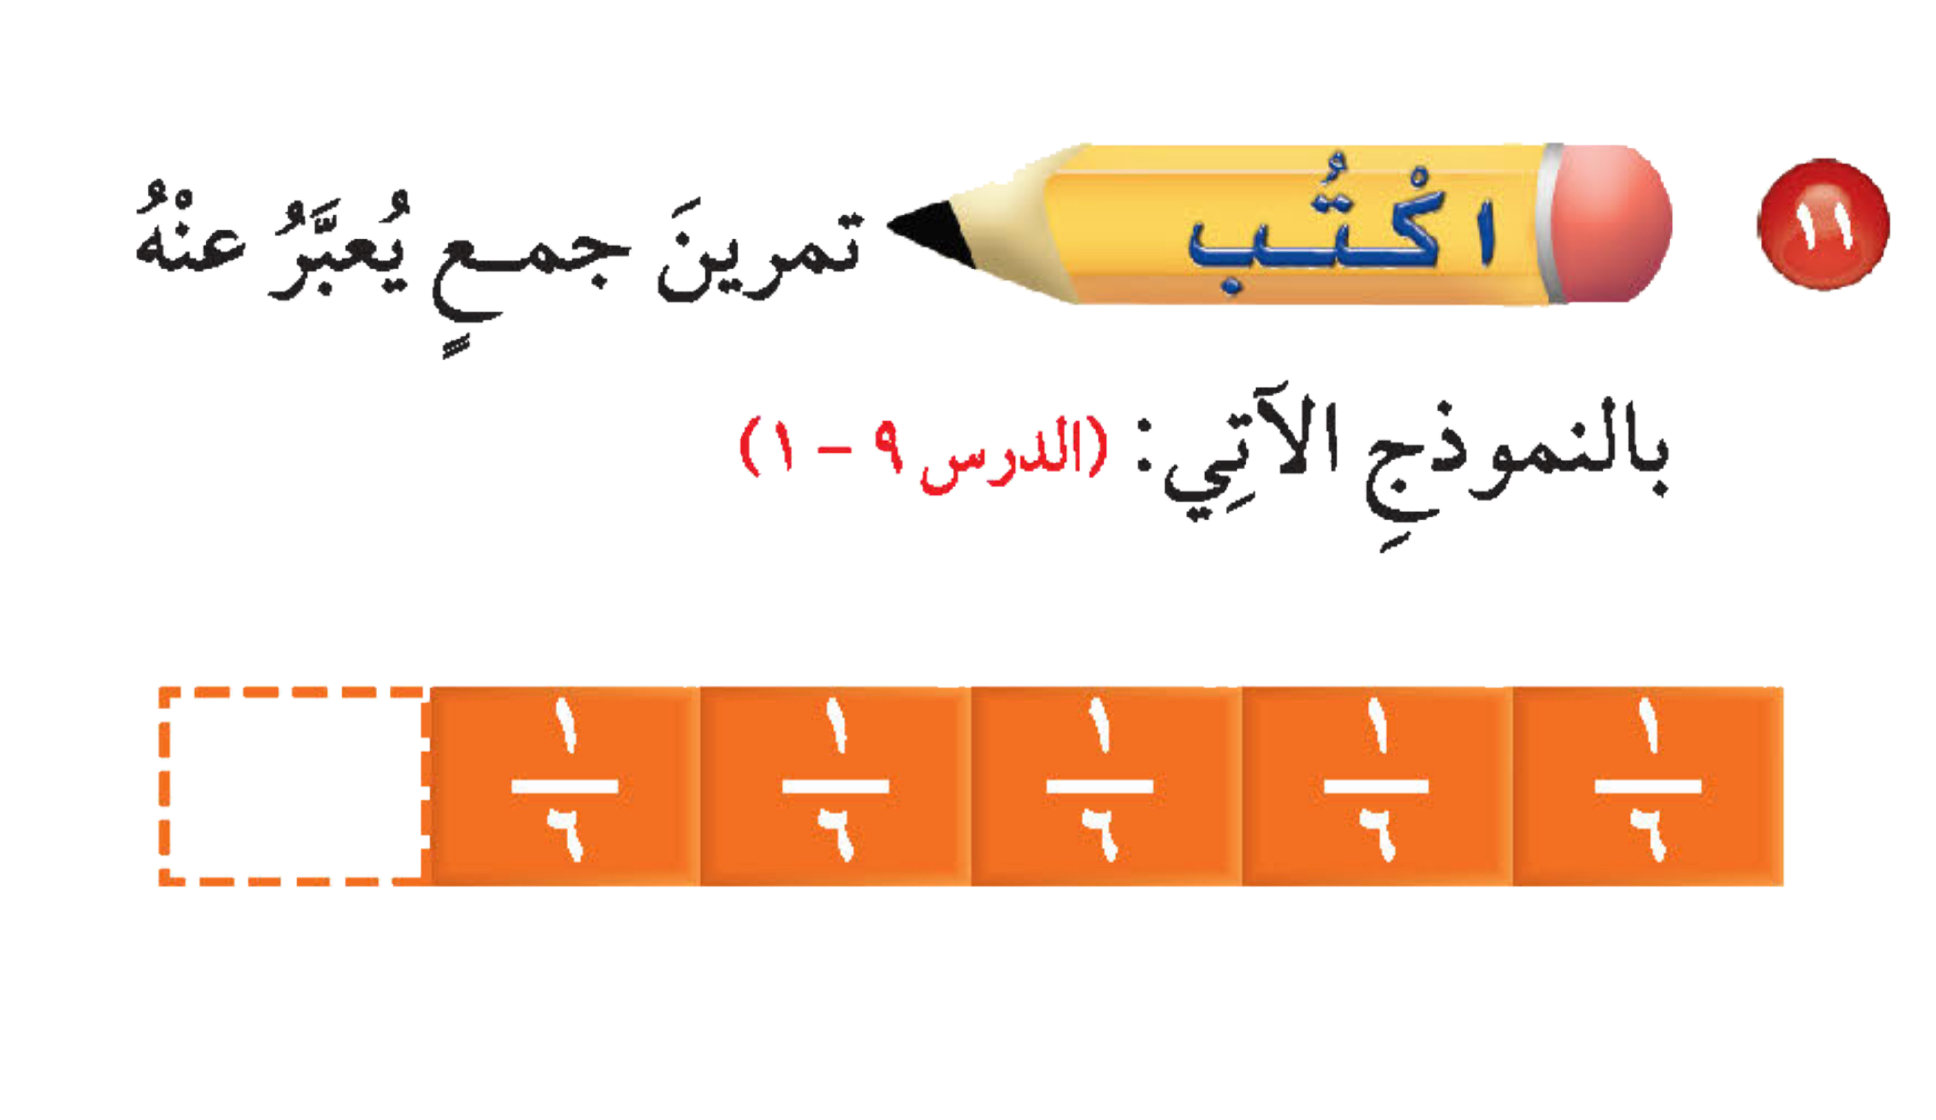 ١١ اكْتُب تمرينَ جمعٍ يُعبَّرُ عنْهُ
بالنموذجِ الآتِي: (الدرس ٩ – ١)
١ ١ ١ ١ ١
٦ ٦ ٦ ٦ ٦